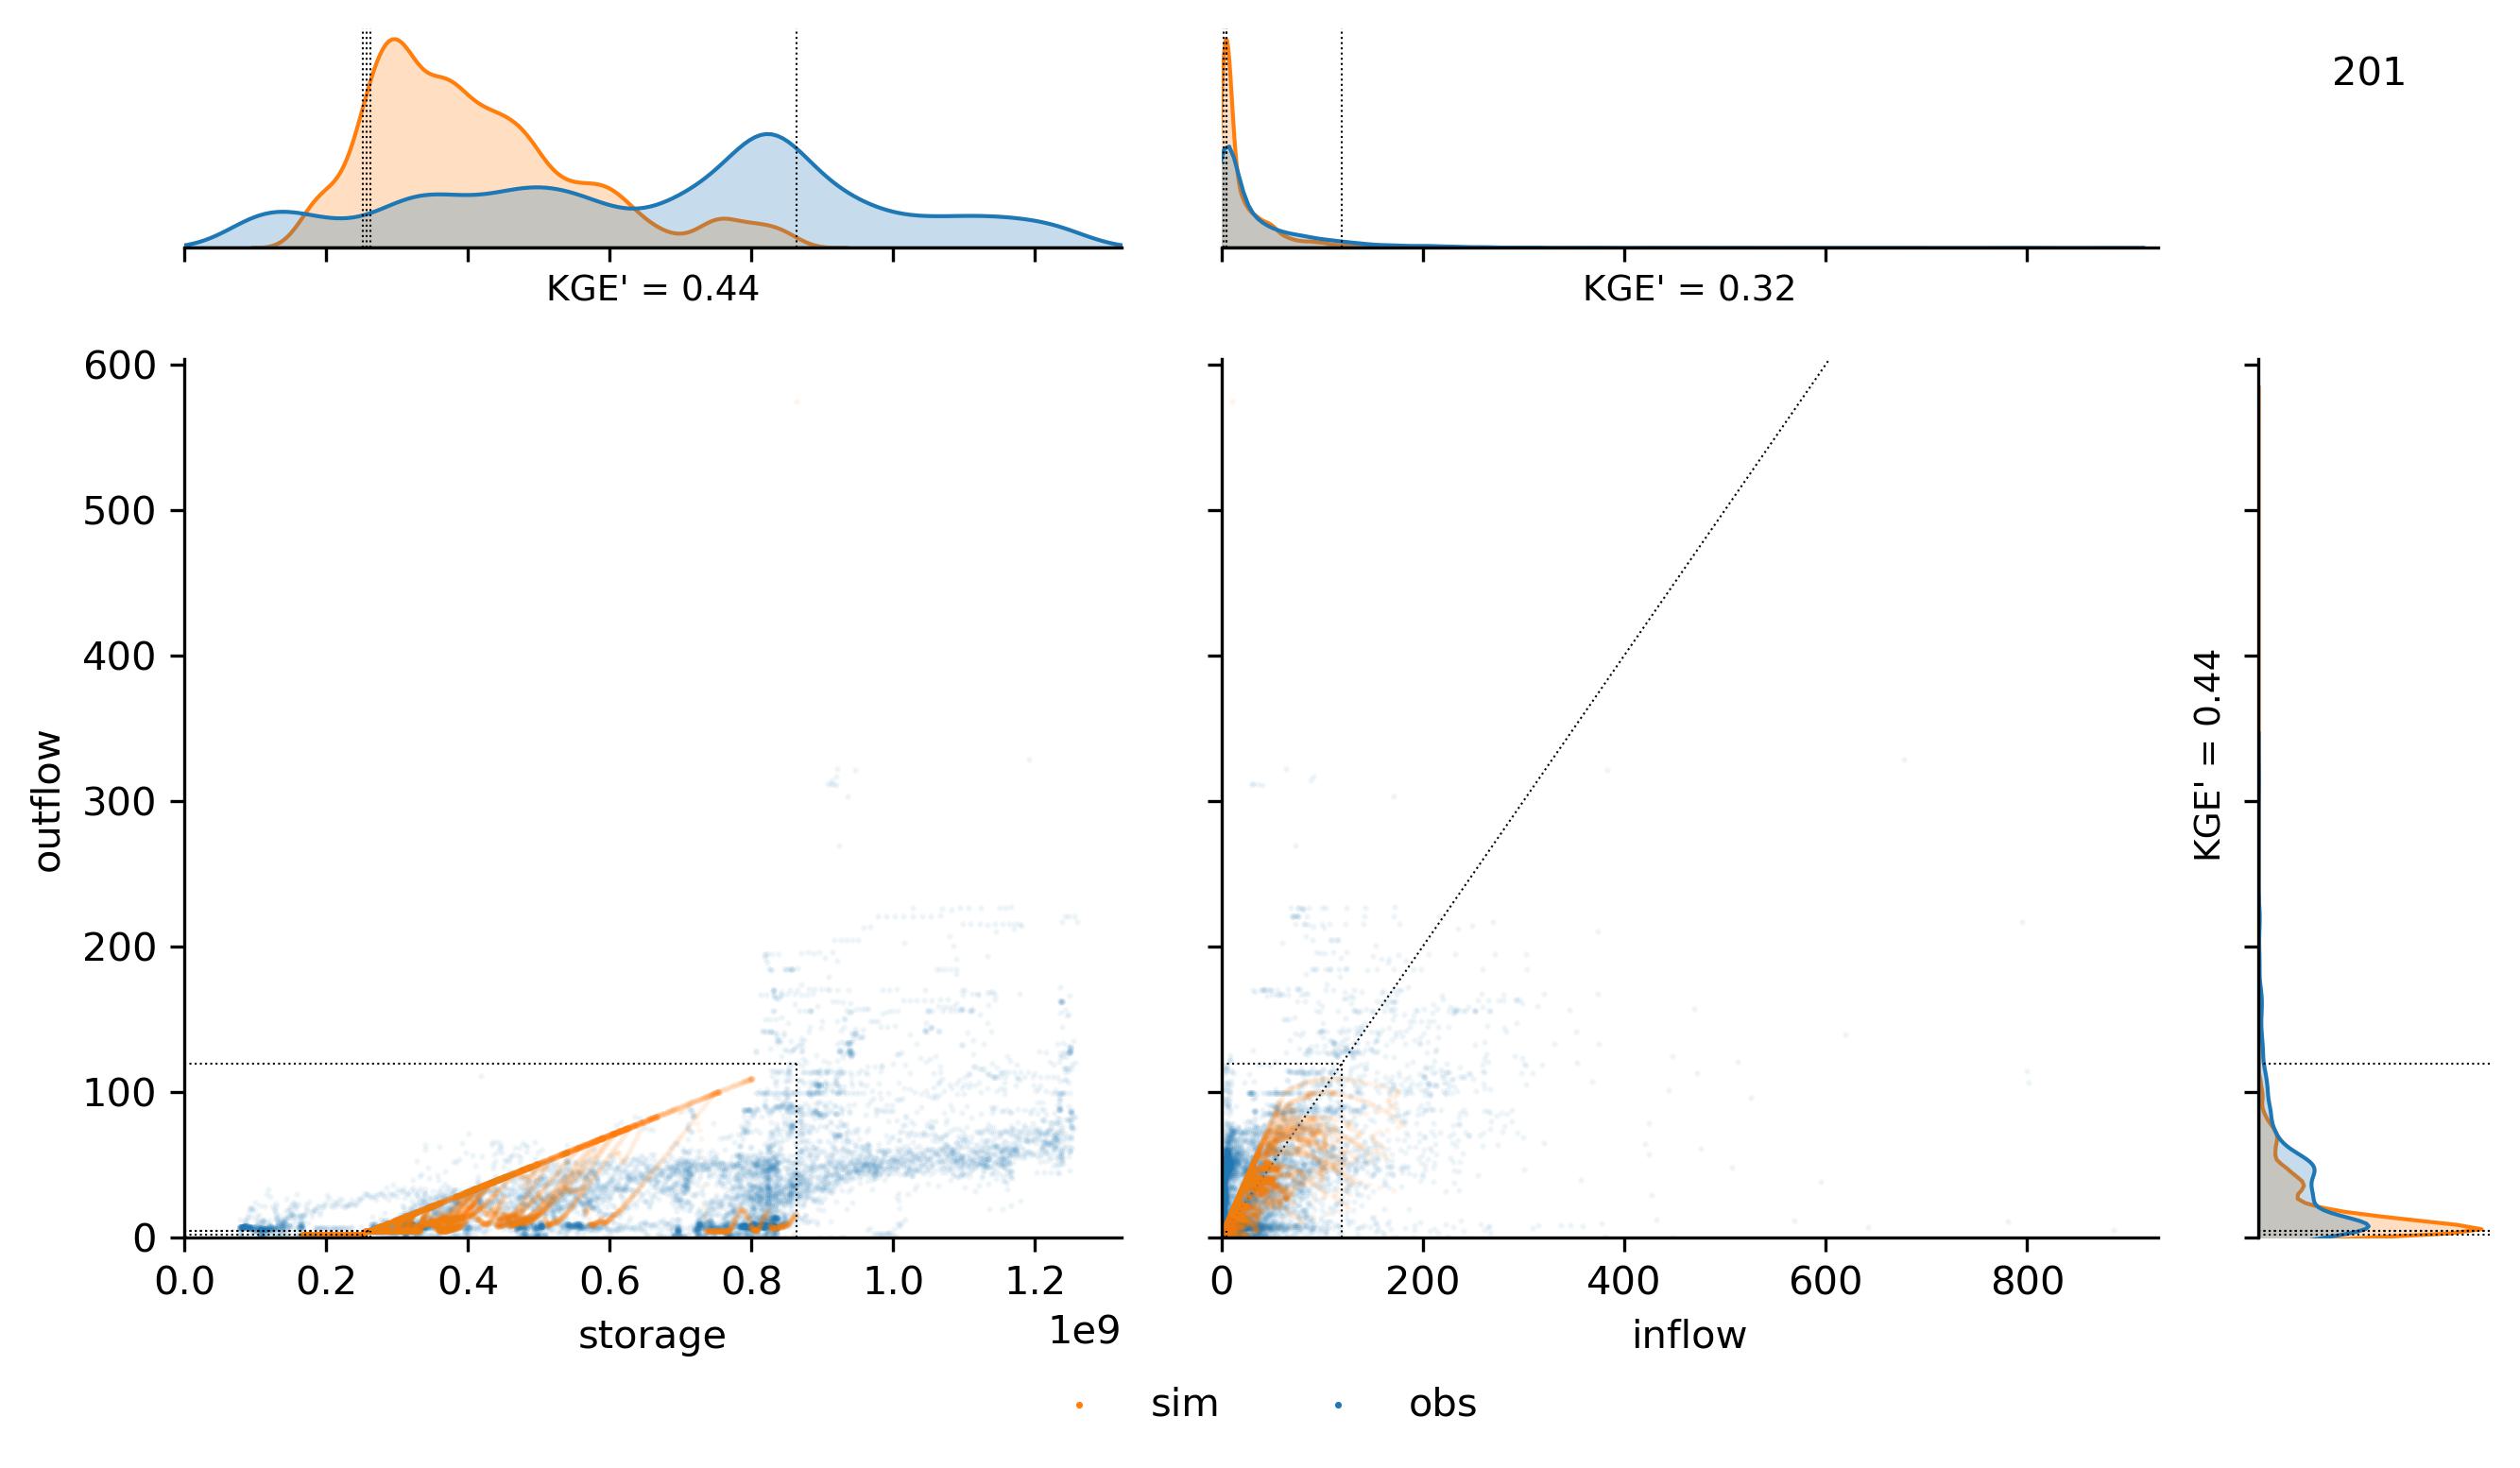 201
KGE' = 0.44
KGE' = 0.32
600
500
400
300
200
100
0
outflow
0.0 0.2 0.4 0.6 0.8 1.0 1.2
1e9
storage
0 200 400 600 800
inflow
KGE' = 0.44
sim obs